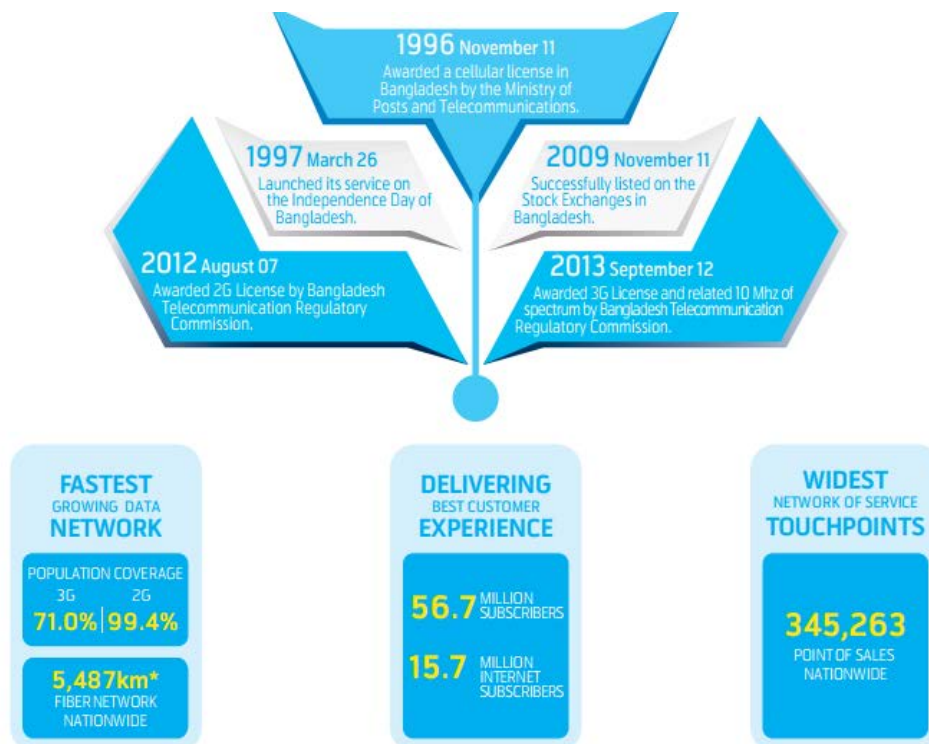 1996 November 11
Awarded a cellular license in
Bangladesh by the Ministry of
Posts and Telecommunications.
1997 March 26
Launched its service on
the Independence Day of
Bangladesh.
2009 November 11
Successfully listed on the
Stock Exchanges in
Bangladesh.
2012 August 07
Awarded 2G License by Bangladesh
Telecommunication Regulatory
Commission.
2013 September 12
Awarded 3G License and related 10 Mhz of
spectrum by Bangladesh Telecommunication
Regulatory Commission.
FASTEST
GROWING DATA
NETWORK
POPULATION COVERAGE
3G 2G
71.0% 99.4%
5,487km*
FIBER NETWORK
NATIONWIDE
DELIVERING
BEST CUSTOMER
EXPERIENCE
56.7 MILLION
SUBSCRIBERS
15.7 MILLION
INTERNET
SUBSCRIBERS
WIDEST
NETWORK OF SERVICE
TOUCHPOINTS
345,263
POINT OF SALES
NATIONWIDE